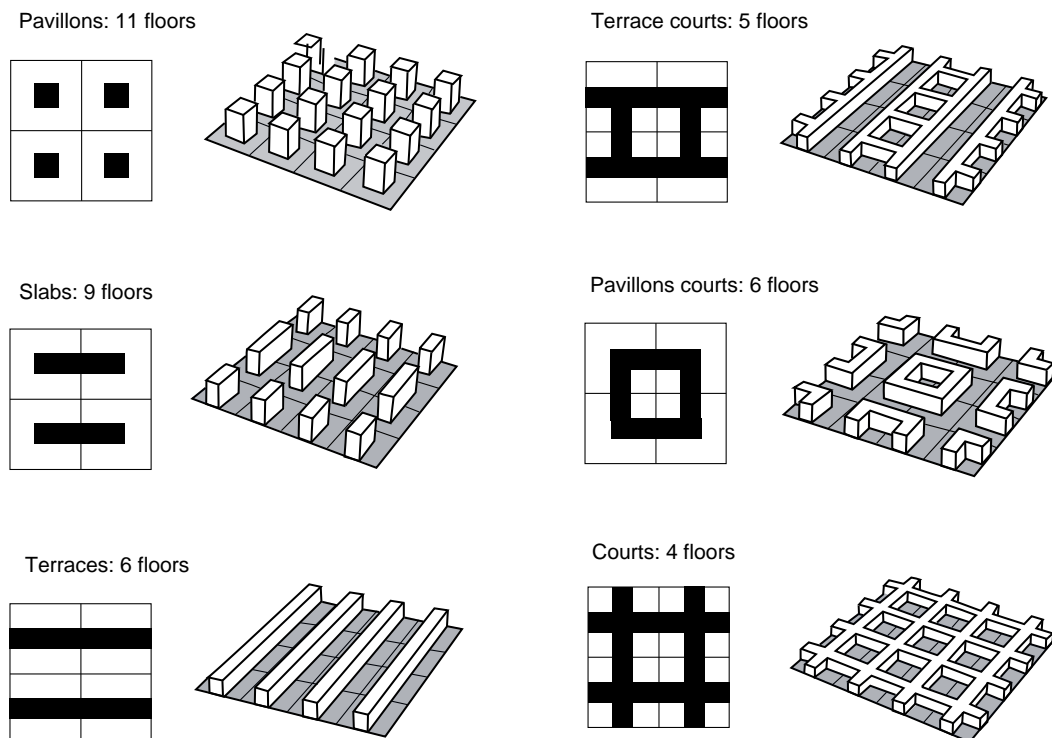 Pavillons: 11 floors
Terrace courts: 5 floors
Slabs: 9 floors
Pavillons courts: 6 floors
Terraces: 6 floors
Courts: 4 floors